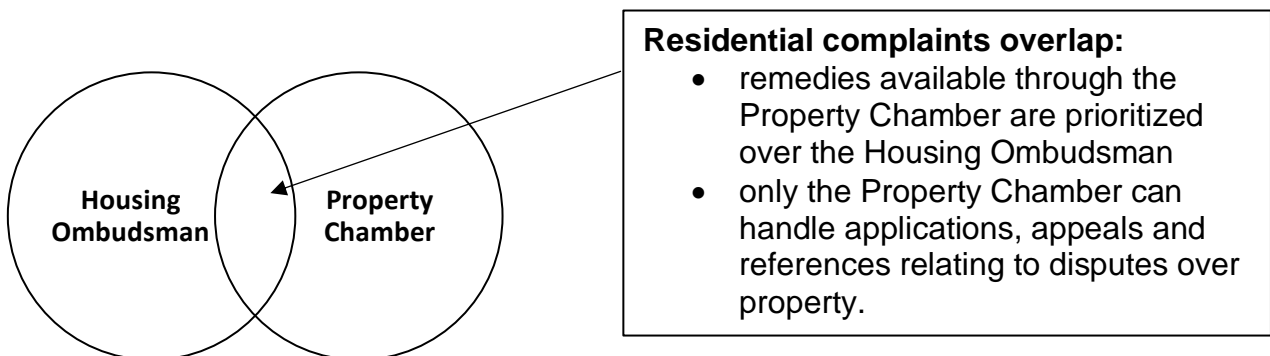 Housing
Ombudsman
Property
Chamber
Residential complaints overlap:
• remedies available through the
Property Chamber are prioritized
over the Housing Ombudsman
• only the Property Chamber can
handle applications, appeals and
references relating to disputes over
property.